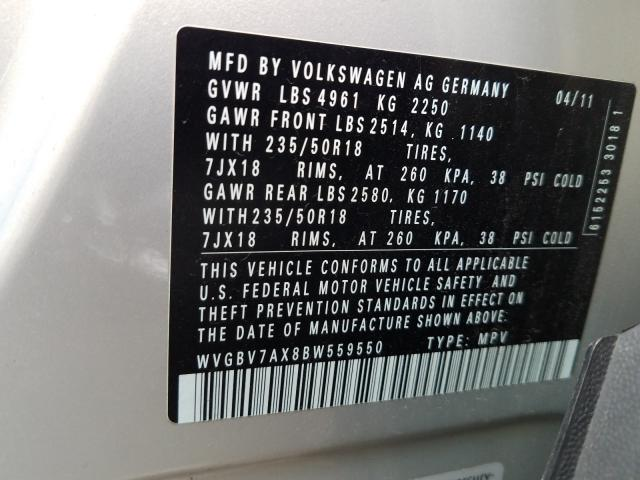 MFD BY VOLKSWAGEN AG GERMANY 04/11
GVWR LBS 4961 KG 2250
GAWR FRONT LBS 2514, KG 1140
WITH 235/50R18 TIRES,
7JX18 RIMS, AT 260 KPA, 38 PSI COLD
GAWR REAR LBS 2580, KG 1170
WITH 235/50R18 TIRES,
7JX18 RIMS, AT 260 KPA, 38 PSI COLD
THIS VEHICLE CONFORMS TO ALL APPLICABLE
U.S. FEDERAL MOTOR VEHICLE SAFETY AND
THEFT PREVENTION STANDARDS IN EFFECT ON
THE DATE OF MANUFACTURE SHOWN ABOVE:
WVGBV7AX8BW559550 TYPE: MPV
6152253 3018 1